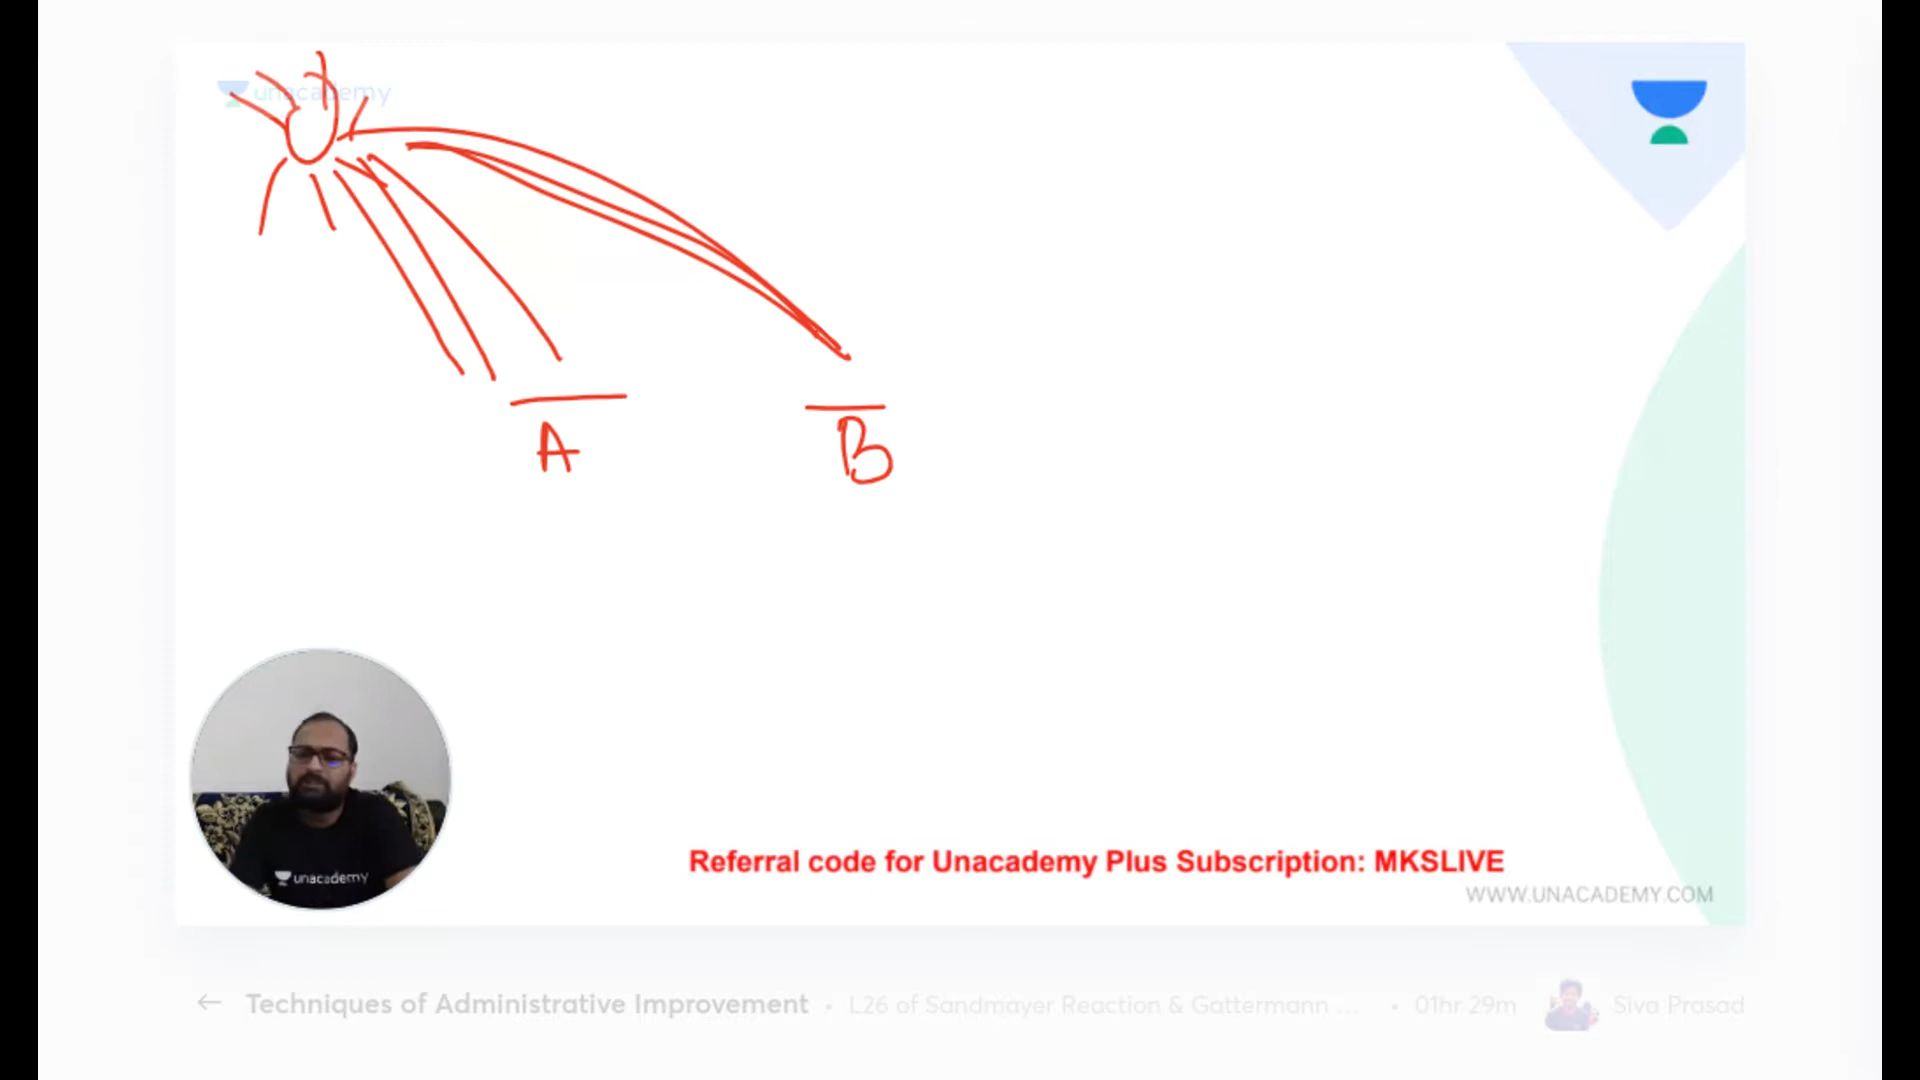 unacademy
A B
unacademy
Referral code for Unacademy Plus Subscription: MKSLIVE
WWW.UNACADEMY.COM
← Techniques of Administrative Improvement • L26 of Sandmayer Reaction & Gattermann ... • 01hr 29m Siva Prasad